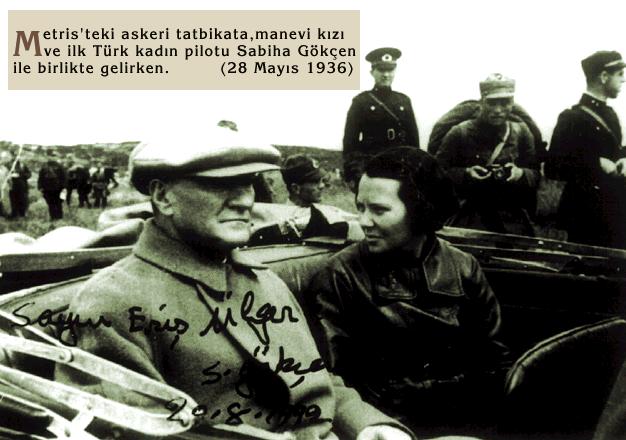 Metris'teki askeri tatbikata,manevi kızı
ve ilk Türk kadın pilotu Sabiha Gökçen
ile birlikte gelirken. (28 Mayıs 1936)
Sayın Eriş Ülger
S. Gökçen